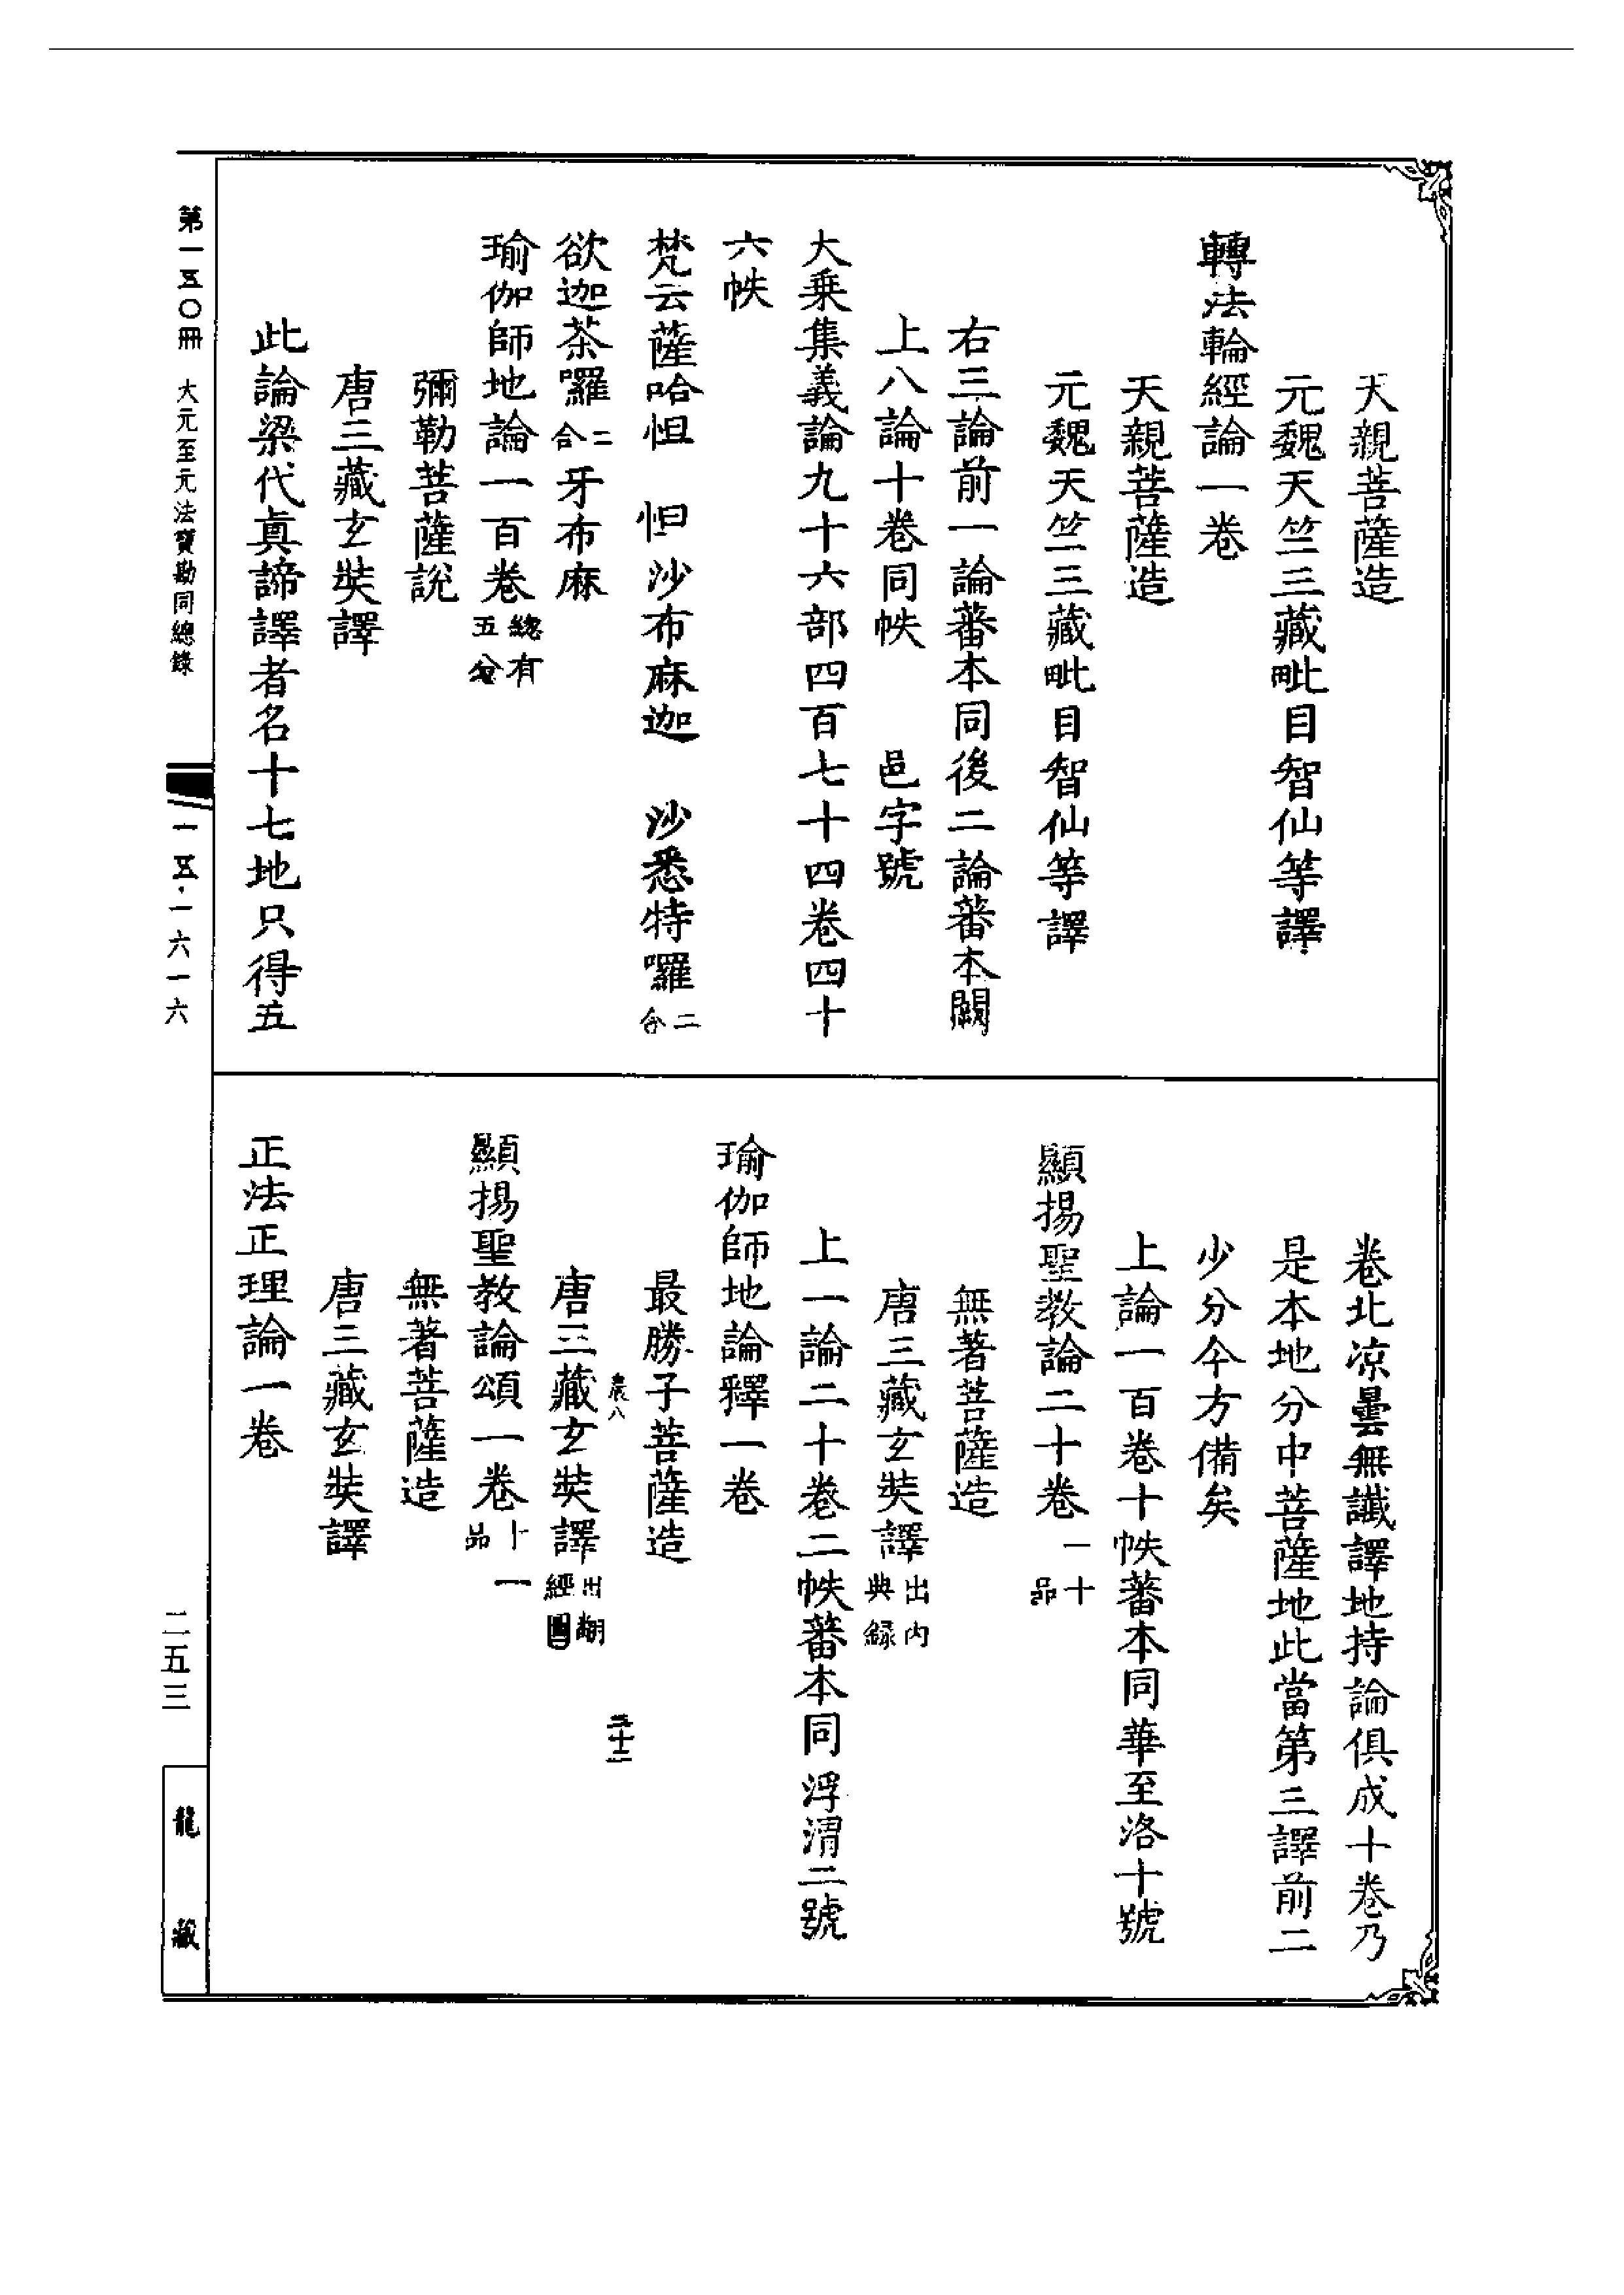 天親菩薩造
元魏天竺三藏毗目智仙等譯
轉法輪經論一卷
天親菩薩造
元魏天竺三藏毗目智仙等譯
右三論前一論蕃本同後二論蕃本闕
上八論十卷同帙　邑字號
大乘集義論九十六部四百七十四卷四十
六帙
梵云薩哈怛　怛沙布麻迦　沙悉特囉二合
欲迦茶囉二合牙布麻
瑜伽師地論一百卷總有五分
彌勒菩薩說
唐三藏玄奘譯
此論梁代真諦譯者名十七地只得五
卷北涼曇無讖譯地持論俱成十卷乃
是本地分中菩薩地此當第三譯前二
少分今方備矣
上論一百卷十帙蕃本同華至洛十號
顯揚聖教論二十卷十一品
無著菩薩造
唐三藏玄奘譯出內典錄
上一論二十卷二帙蕃本同浮渭二號
瑜伽師地論釋一卷
最勝子菩薩造
唐三藏玄奘譯出翻經圖
顯揚聖教論頌一卷十一品
無著菩薩造
唐三藏玄奘譯
正法正理論一卷
第一五〇冊　大元至元法寶勘同總錄
一五·一六一六
二五三
龍藏